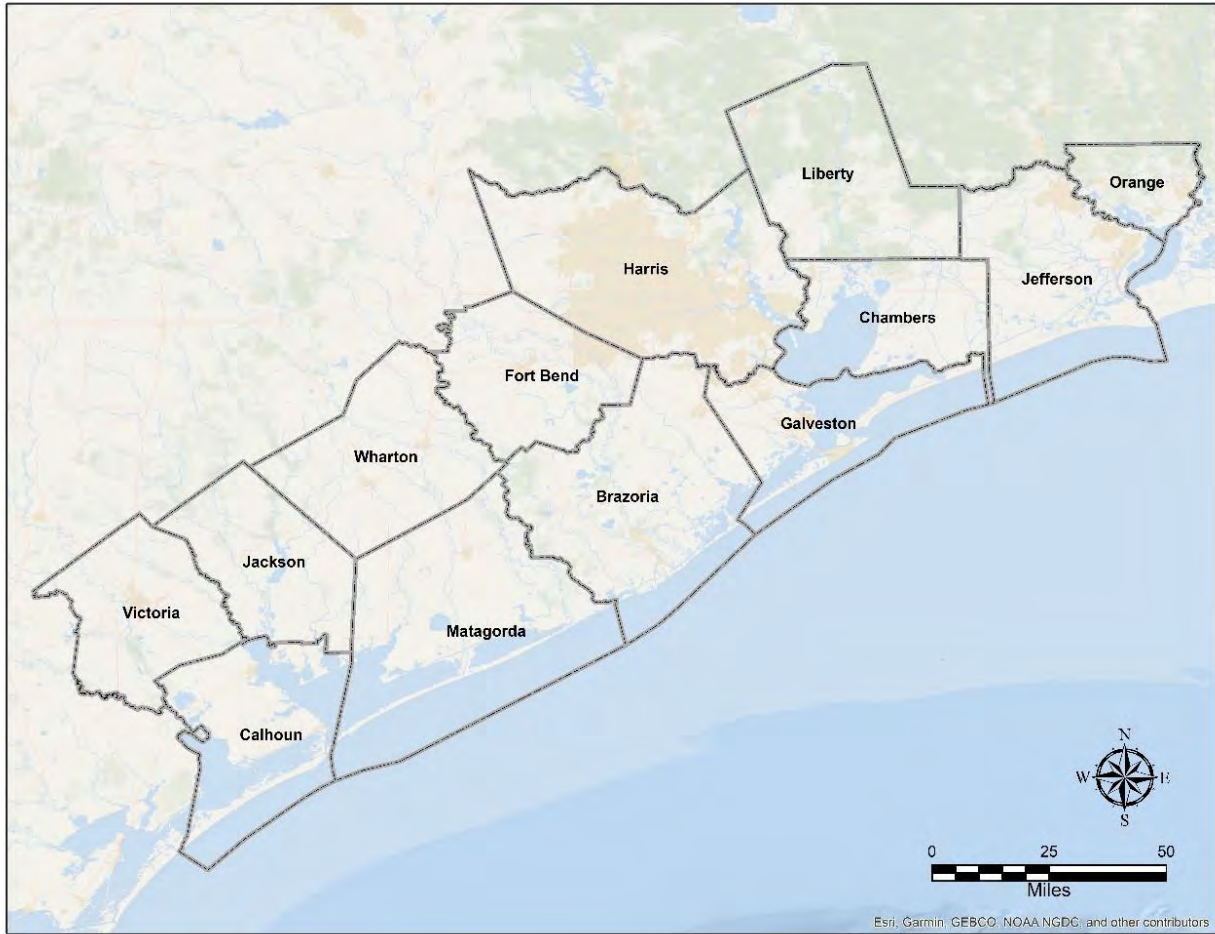 Liberty
Orange
Harris
Jefferson
Chambers
Fort Bend
Galveston
Wharton
Brazoria
Jackson
Victoria
Matagorda
Calhoun
N
W E
S
0 25 50
Miles
Esri, Garmin, GEBCO, NOAA NGDC, and other contributors